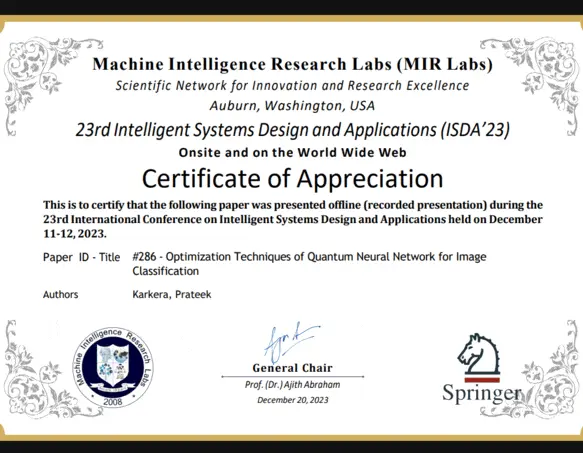 Machine Intelligence Research Labs (MIR Labs)
Scientific Network for Innovation and Research Excellence
Auburn, Washington, USA
23rd Intelligent Systems Design and Applications (ISDA’23)
Onsite and on the World Wide Web
Certificate of Appreciation
This is to certify that the following paper was presented offline (recorded presentation) during the
23rd International Conference on Intelligent Systems Design and Applications held on December
11-12, 2023.
Paper ID - Title #286 - Optimization Techniques of Quantum Neural Network for Image
Classification
Authors Karkera, Prateek
Machine Intelligence Research Labs
2008
General Chair
Prof. (Dr.) Ajith Abraham
December 20, 2023
Springer